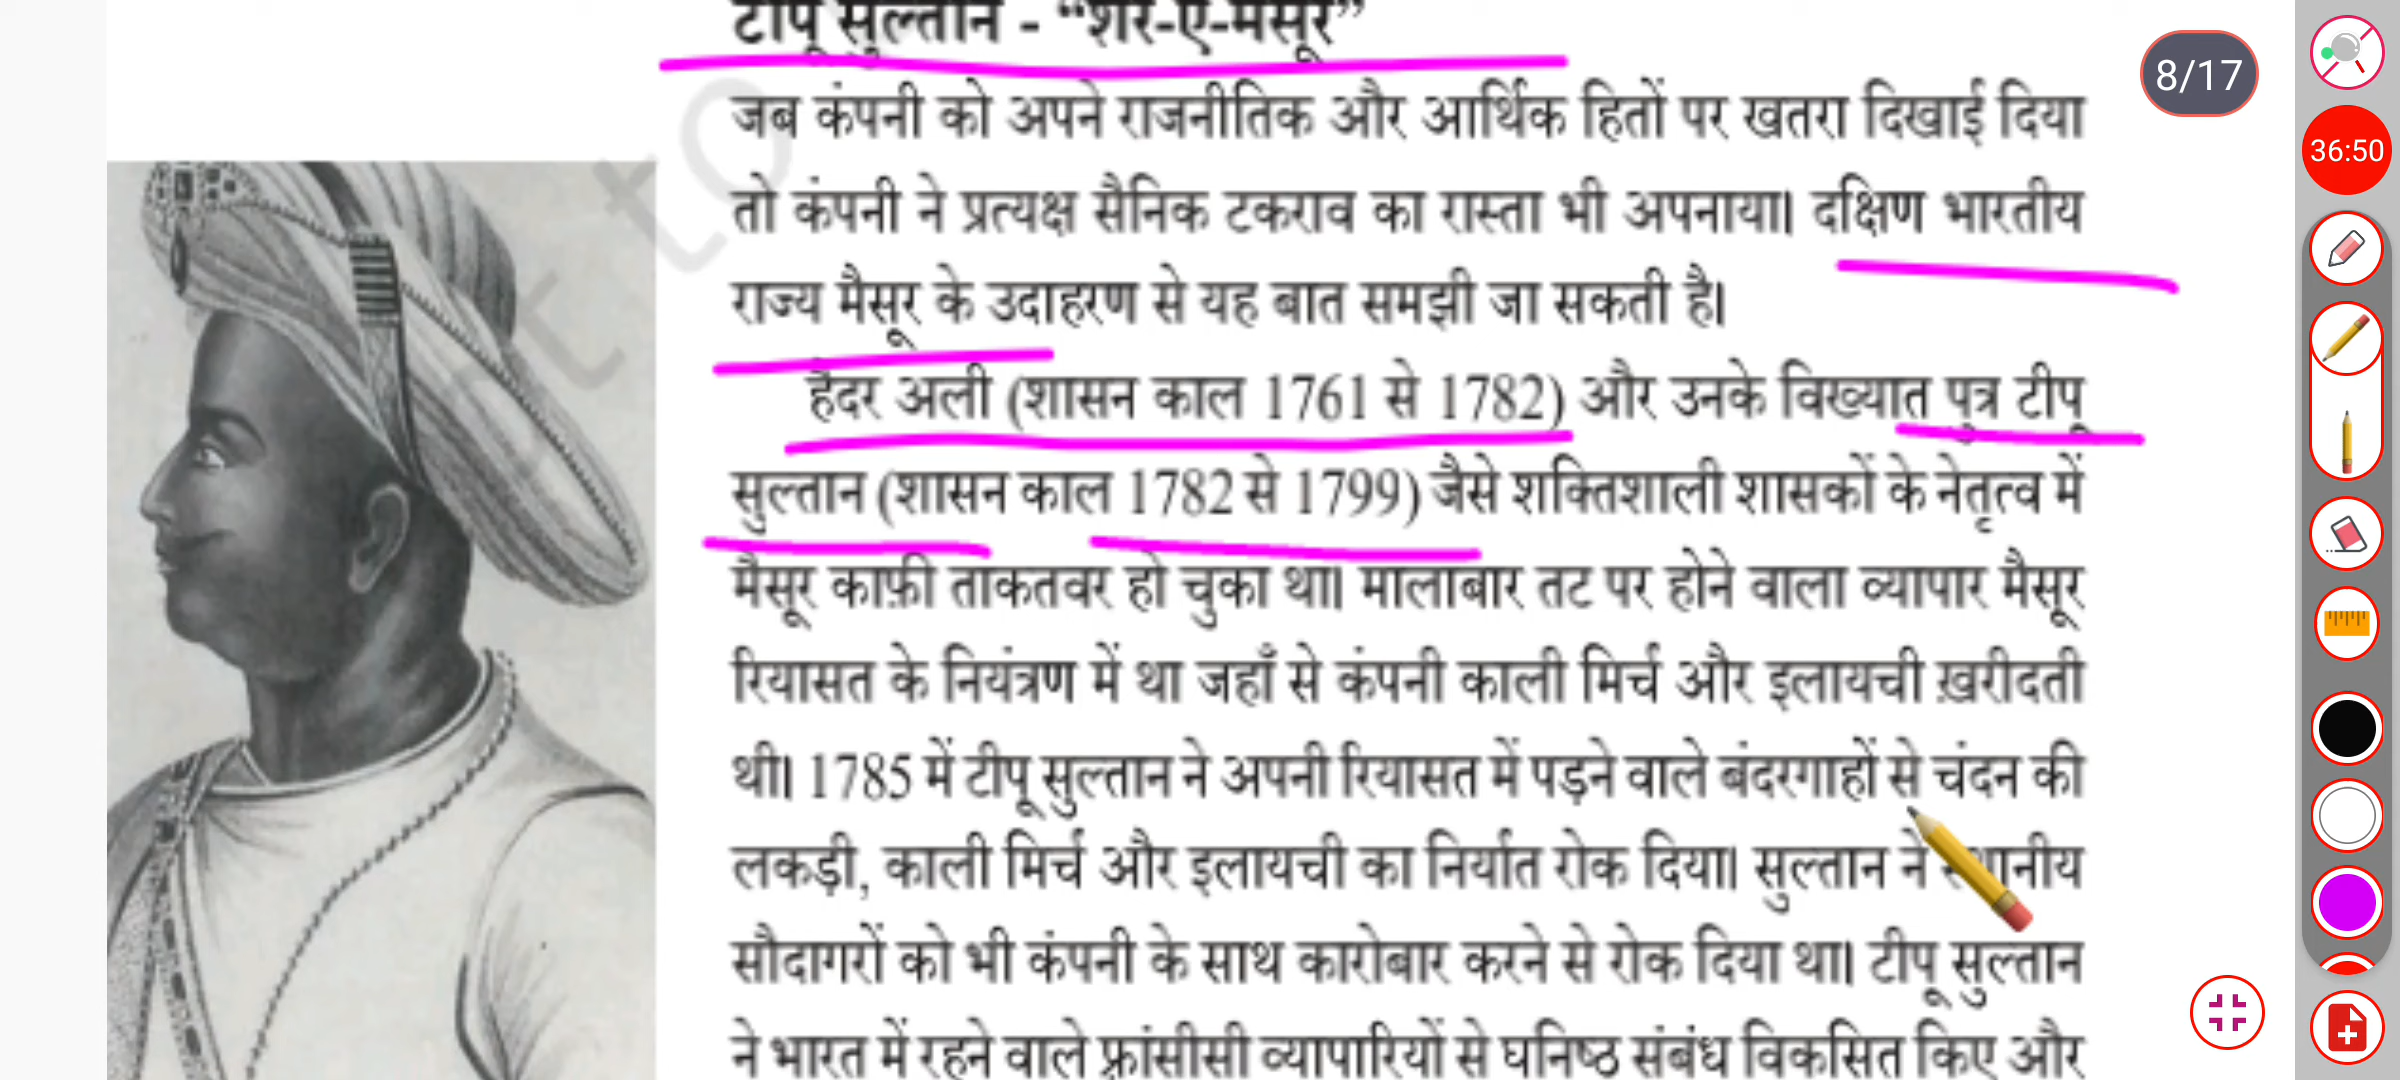 टीपू सुल्तान - “शेर-ए-मैसूर”
8/17
36:50
जब कंपनी को अपने राजनीतिक और आर्थिक हितों पर खतरा दिखाई दिया
तो कंपनी ने प्रत्यक्ष सैनिक टकराव का रास्ता भी अपनाया। दक्षिण भारतीय
राज्य मैसूर के उदाहरण से यह बात समझी जा सकती है।
हैदर अली (शासन काल 1761 से 1782) और उनके विख्यात पुत्र टीपू
सुल्तान (शासन काल 1782 से 1799) जैसे शक्तिशाली शासकों के नेतृत्व में
मैसूर काफ़ी ताकतवर हो चुका था। मालाबार तट पर होने वाला व्यापार मैसूर
रियासत के नियंत्रण में था जहाँ से कंपनी काली मिर्च और इलायची ख़रीदती
थी। 1785 में टीपू सुल्तान ने अपनी रियासत में पड़ने वाले बंदरगाहों से चंदन की
लकड़ी, काली मिर्च और इलायची का निर्यात रोक दिया। सुल्तान ने
सौदागरों को भी कंपनी के साथ कारोबार करने से रोक दिया था। टीपू सुल्तान
ने भारत में रहने वाले फ़्रांसीसी व्यापारियों से घनिष्ठ संबंध विकसित किए और